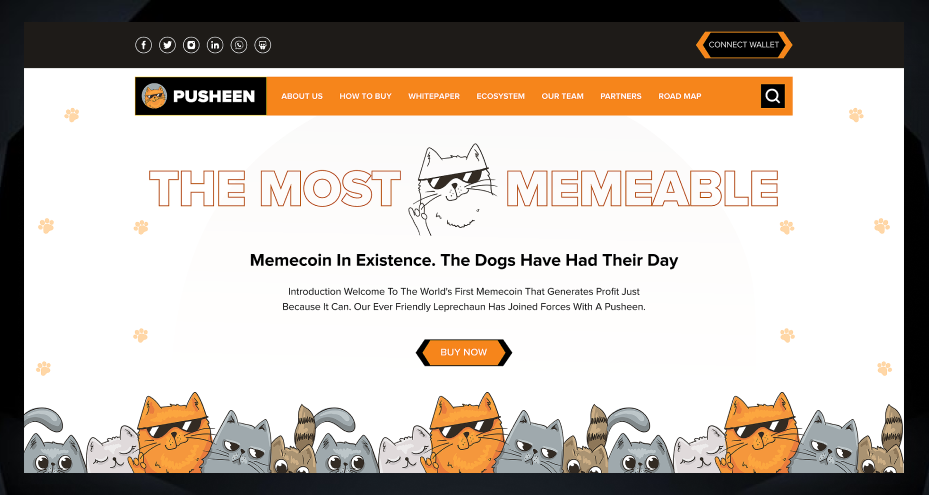 CONNECT WALLET
PUSHEEN
ABOUT US HOW TO BUY WHITEPAPER ECOSYSTEM OUR TEAM PARTNERS ROAD MAP
THE MOST MEMEABLE
Memecoin In Existence. The Dogs Have Had Their Day
Introduction Welcome To The World's First Memecoin That Generates Profit Just
Because It Can. Our Ever Friendly Leprechaun Has Joined Forces With A Pusheen.
BUY NOW